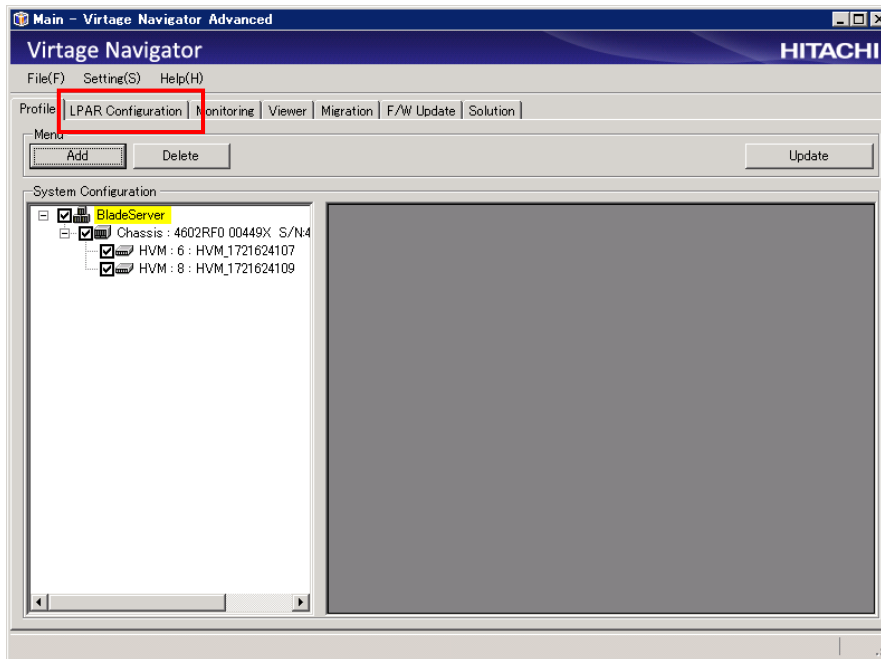 Main - Virtage Navigator Advanced
Virtage Navigator HITACHI
File(F) Setting(S) Help(H)
Profile LPAR Configuration Monitoring Viewer Migration F/W Update Solution
Menu
Add Delete Update
System Configuration
BladeServer
Chassis : 4602RF0 00449X S/N:4
HVM : 6 : HVM_1721624107
HVM : 8 : HVM_1721624109